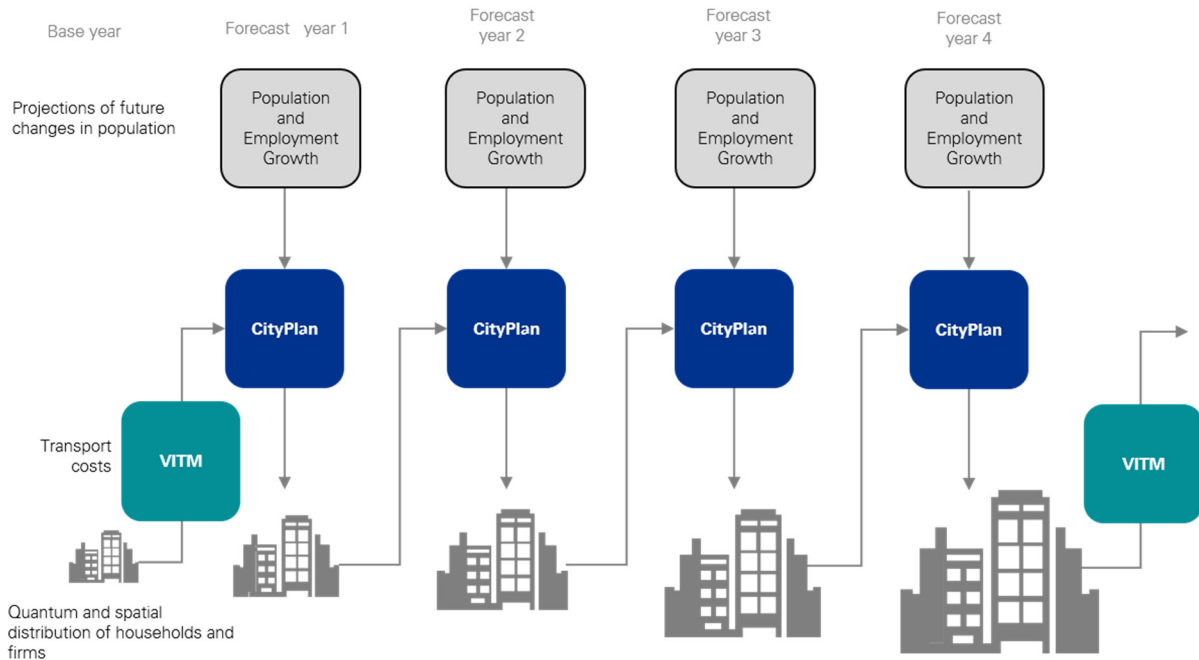 Base year
Forecast year 1
Forecast
year 2
Forecast
year 3
Forecast
year 4
Projections of future
changes in population
Population
and
Employment
Growth
Population
and
Employment
Growth
Population
and
Employment
Growth
Population
and
Employment
Growth
CityPlan
CityPlan
CityPlan
CityPlan
Transport
costs
VITM
VITM
Quantum and spatial
distribution of households and
firms